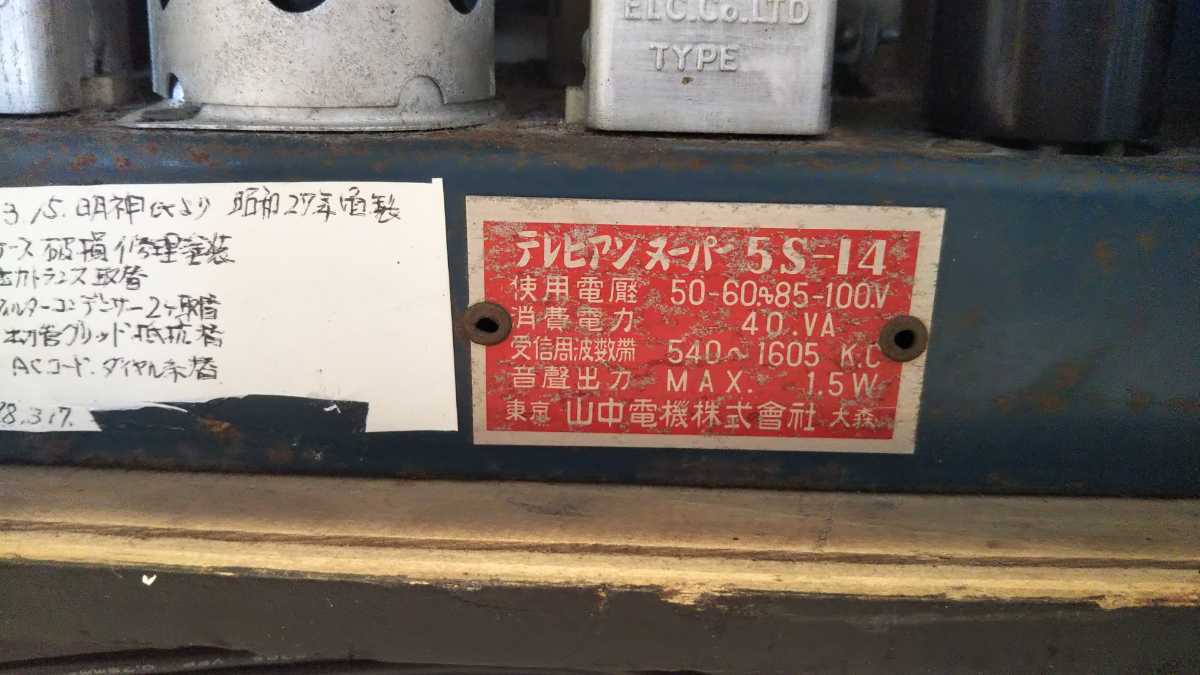 ELC.CO.LTD
TYPE
3.15. 明神氏より 昭和27年頃製
ケース破損修理塗装
出力トランス取替
フィルターコンデンサー2ヶ取替
出力管グリッド抵抗替
ACコード.ダイヤル糸替
98.3.17.
テレビアン スーパー 5S-14
使用電壓 50-60∿85-100V
消費電力 40.VA
受信周波数帯 540~1605 K.C
音聲出力 MAX. 1.5W
東京 山中電機株式會社 大森